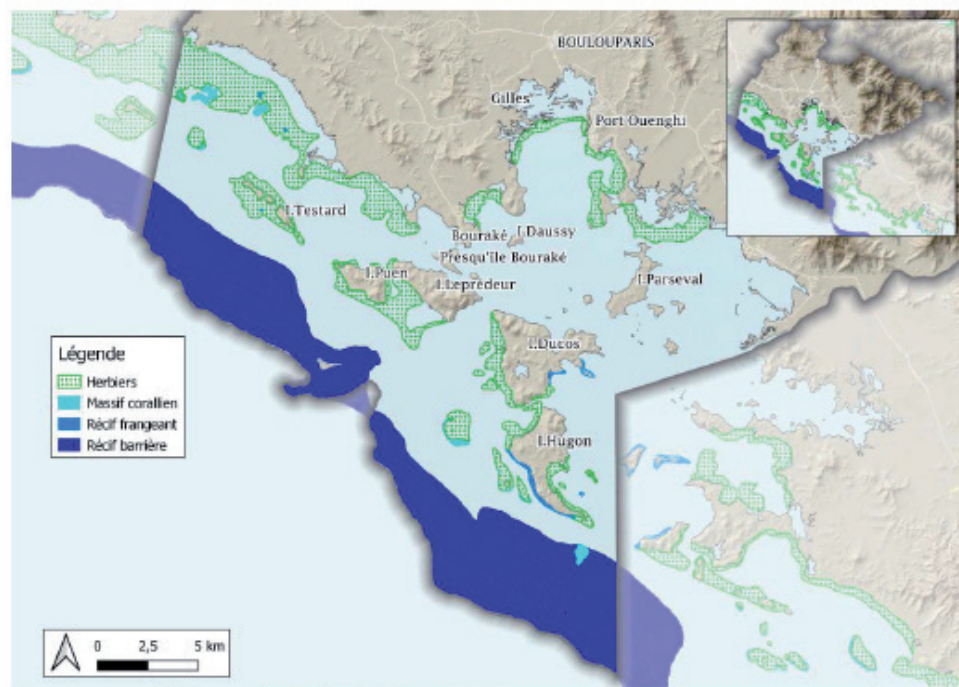 BOULOUPARIS
Gilles
Port Ouenghi
I.Testard
Bouraké
I.Daussy
Presqu'île Bouraké
I.Puen
I.Leprédeur
I.Parseval
I.Ducos
I.Hugon
Légende
Herbiers
Massif corallien
Récif frangeant
Récif barrière
0 2,5 5 km